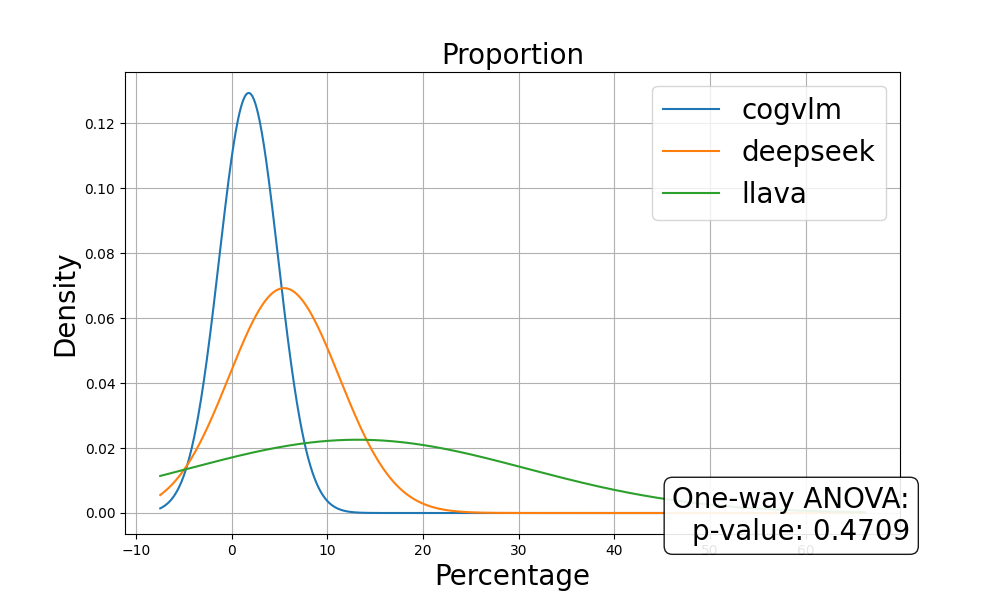 Proportion
cogvlm
deepseek
llava
Density
0.12
0.10
0.08
0.06
0.04
0.02
0.00
One-way ANOVA:
p-value: 0.4709
−10
0
10
20
30
40
50
60
Percentage